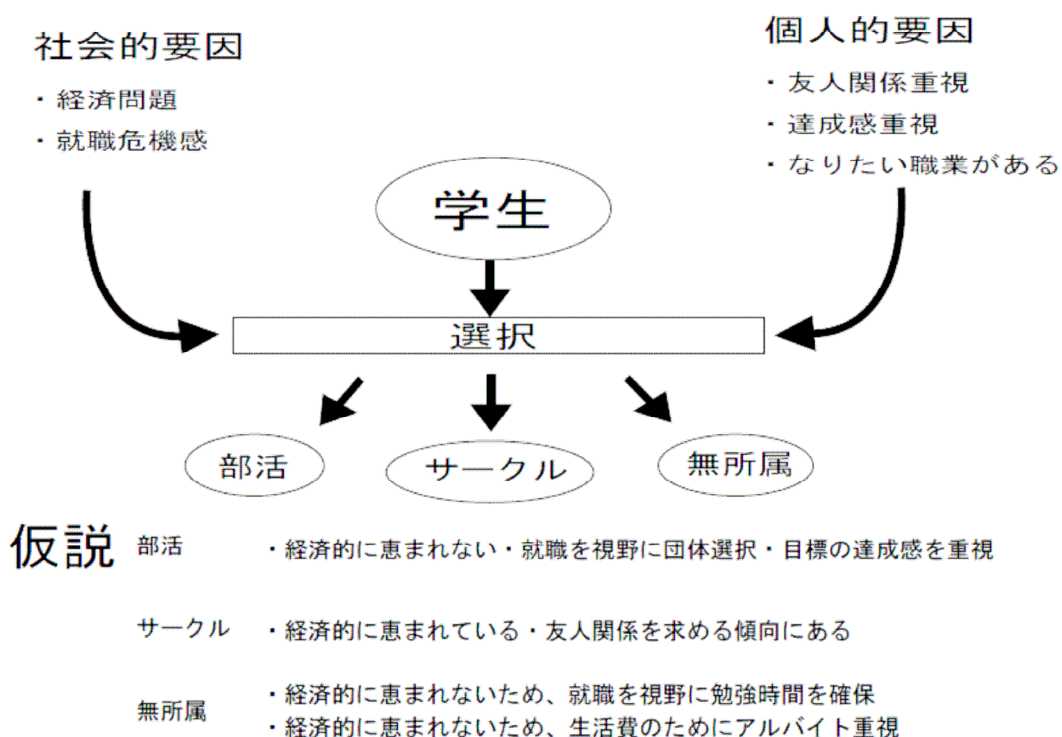 社会的要因
・経済問題
・就職危機感
個人的要因
・友人関係重視
・達成感重視
・なりたい職業がある
学生
選択
部活
サークル
無所属
仮説
部活 ・経済的に恵まれない・就職を視野に団体選択・目標の達成感を重視
サークル ・経済的に恵まれている・友人関係を求める傾向にある
無所属
・経済的に恵まれないため、就職を視野に勉強時間を確保
・経済的に恵まれないため、生活費のためにアルバイト重視